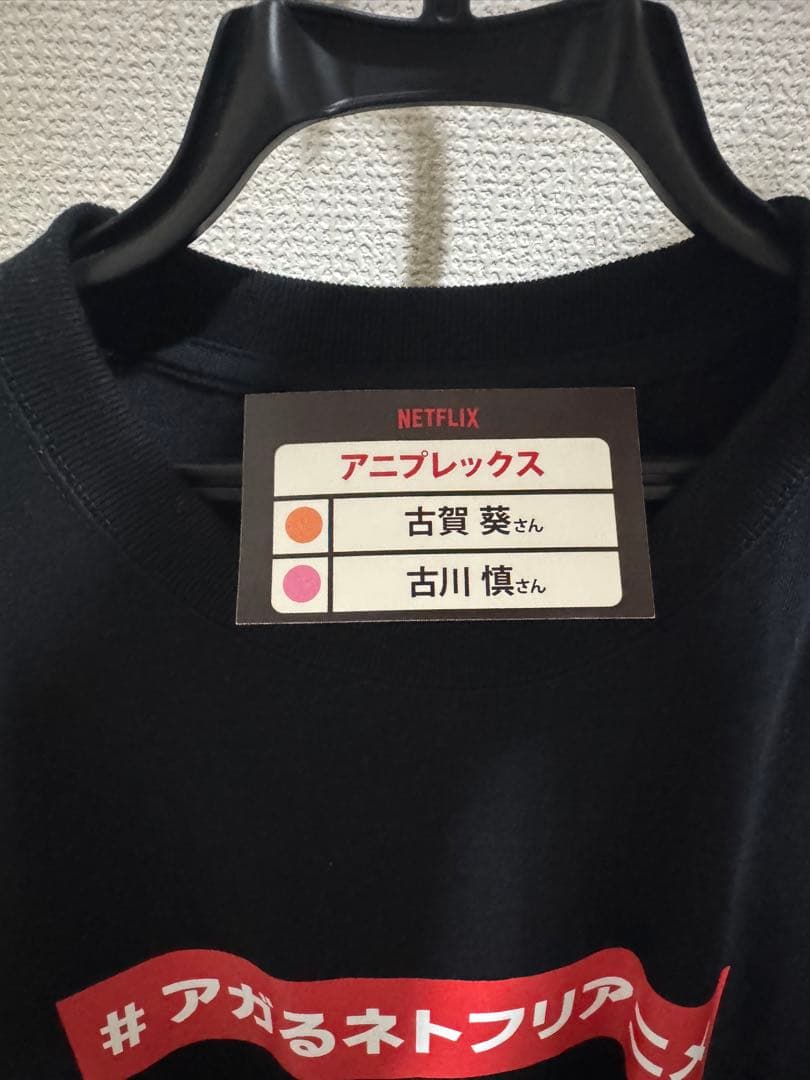 NETFLIX
アニプレックス
古賀 葵さん
古川 慎さん
#アガるネトフリア